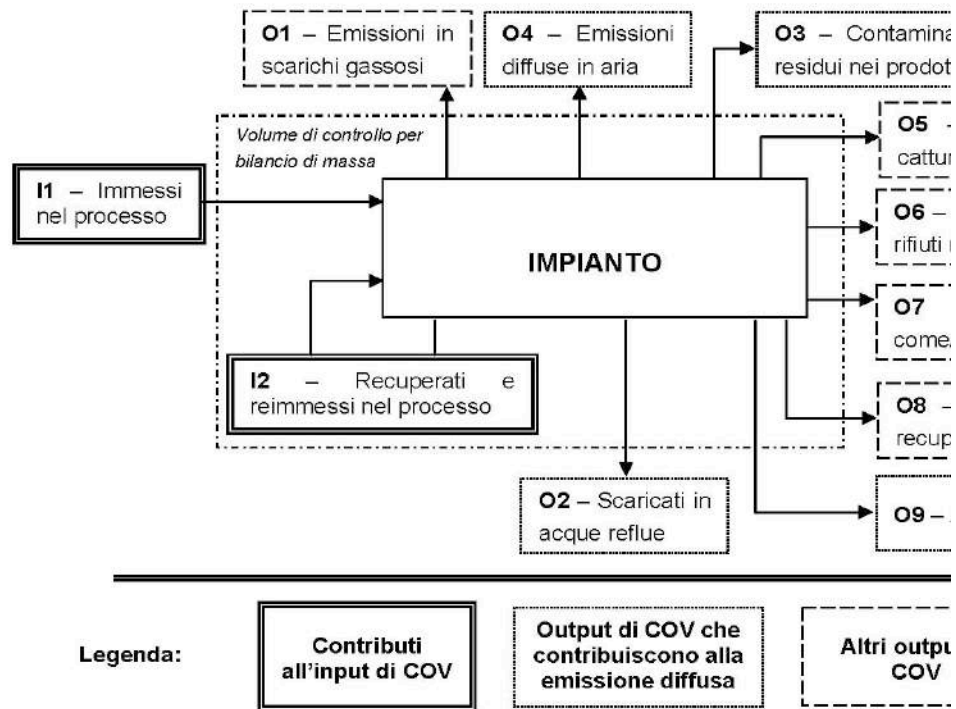 O1 – Emissioni in
scarichi gassosi
O4 – Emissioni
diffuse in aria
O3 – Contamina
residui nei prodot
Volume di controllo per
bilancio di massa
O5 –
cattur
I1 – Immessi
nel processo
O6 –
rifiuti
IMPIANTO
O7
come
I2 – Recuperati e
reimmessi nel processo
O8 –
recup
O2 – Scaricati in
acque reflue
O9 –
Legenda:
Contributi
all'input di COV
Output di COV che
contribuiscono alla
emissione diffusa
Altri outpu
COV